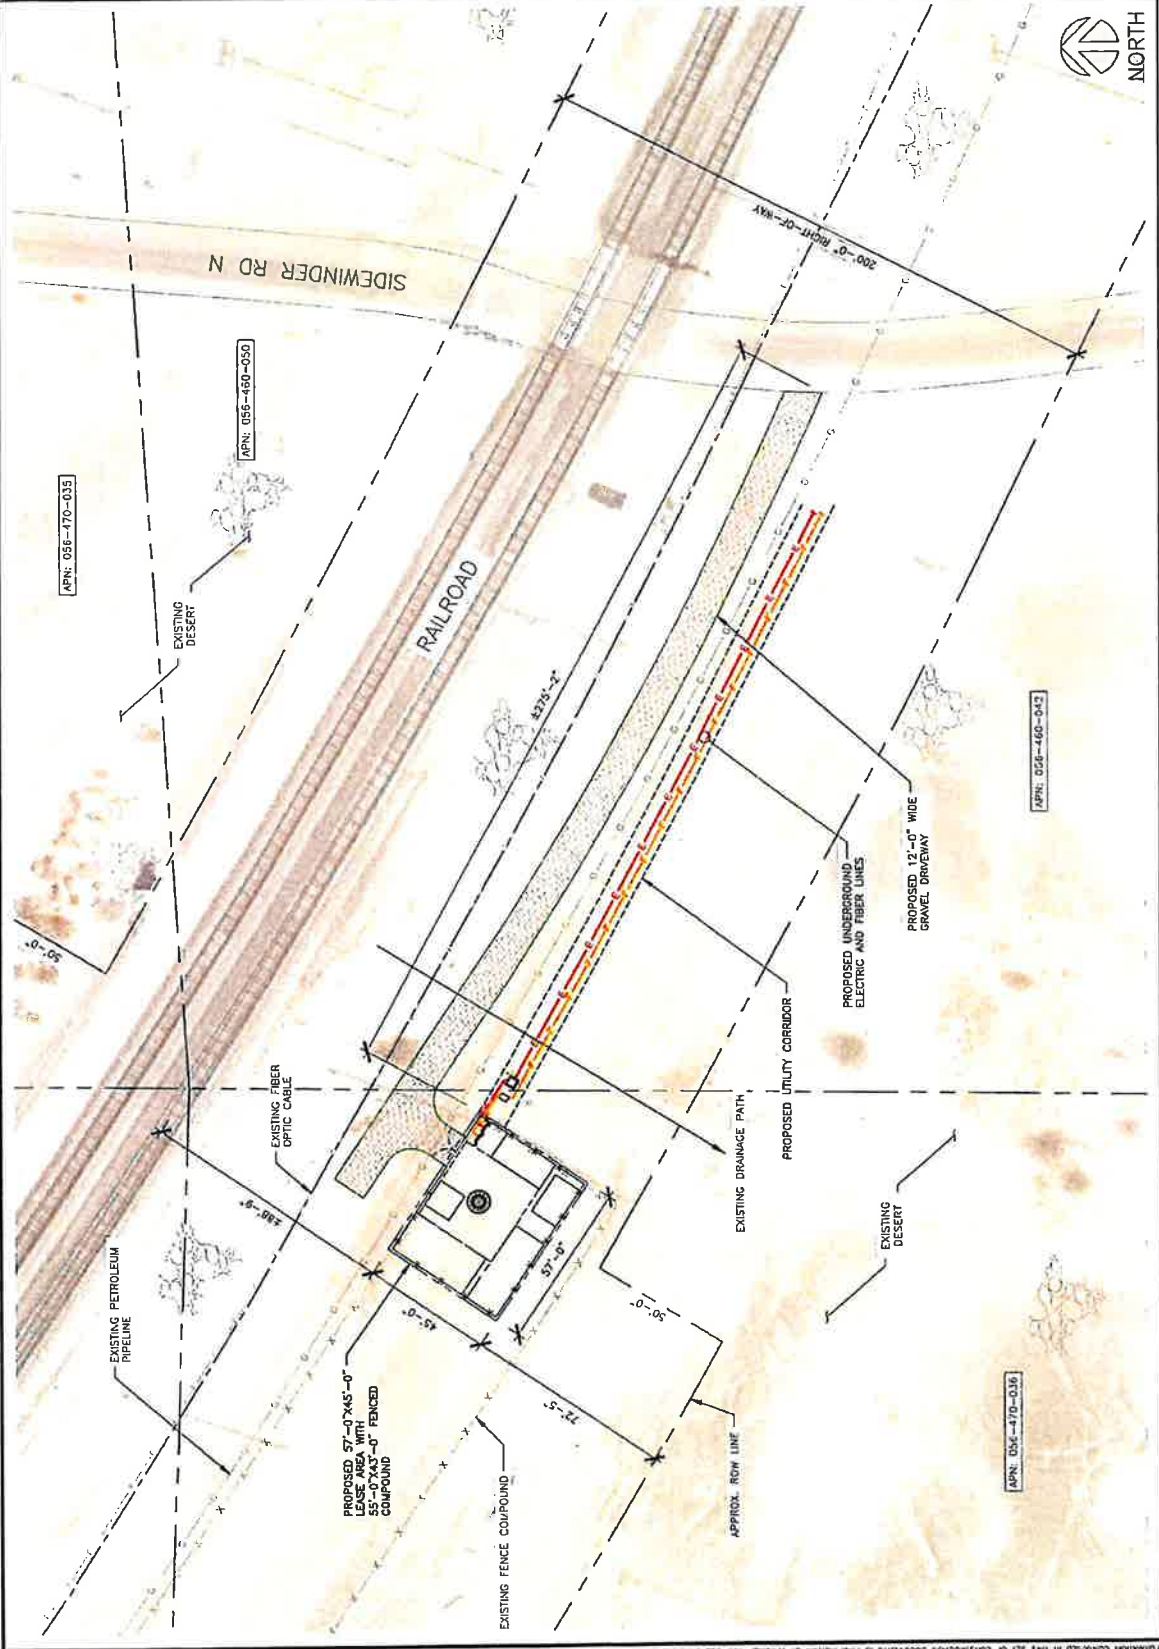 NORTH
SIDEWINDER RD N
200'-0" RIGHT-OF-WAY
APN: 056-470-035
APN: 056-460-050
EXISTING
DESERT
RAILROAD
±275'-2"
50'-0"
APN: 056-460-042
PROPOSED 12'-0" WIDE
GRAVEL DRIVEWAY
PROPOSED UNDERGROUND
ELECTRIC AND FIBER LINES
PROPOSED UTILITY CORRIDOR
EXISTING DRAINAGE PATH
EXISTING FIBER
OPTIC CABLE
EXISTING PETROLEUM
PIPELINE
45'-0"
57'-0"
50'-0"
72'-5"
PROPOSED 57'-0"X45'-0"
LEASE AREA WITH
55'-0"X43'-0" FENCED
COMPOUND
EXISTING FENCE COMPOUND
APPROX. ROW LINE
EXISTING
DESERT
APN: 056-470-036